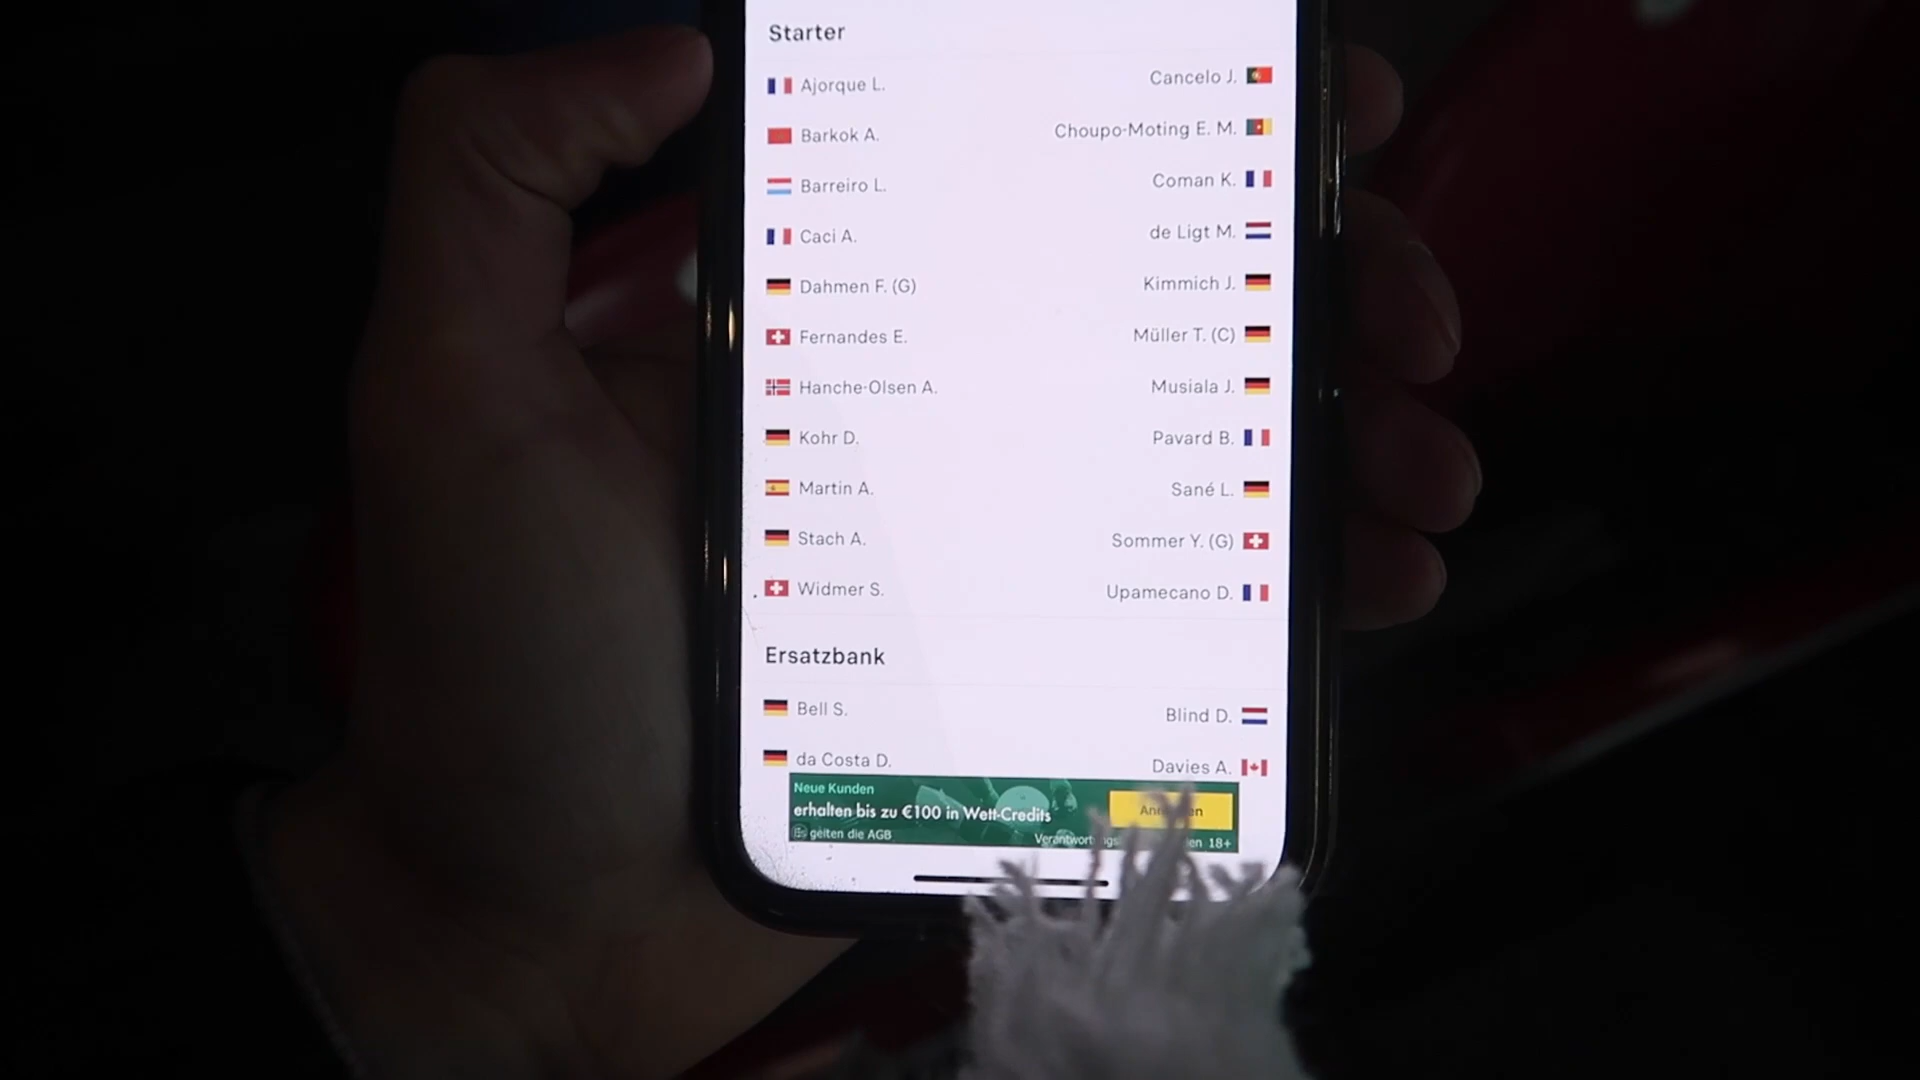 Starter
Ajorque L.
Cancelo J.
Barkok A.
Choupo-Moting E. M.
Barreiro L.
Coman K.
Caci A.
de Ligt M.
Dahmen F. (G)
Kimmich J.
Fernandes E.
Müller T. (C)
Hanche-Olsen A.
Musiala J.
Kohr D.
Pavard B.
Martin A.
Sané L.
Stach A.
Sommer Y. (G)
Widmer S.
Upamecano D.
Ersatzbank
Bell S.
Blind D.
da Costa D.
Davies A.
Neue Kunden
erhalten bis zu €100 in Wett-Credits
Es gelten die AGB
18+